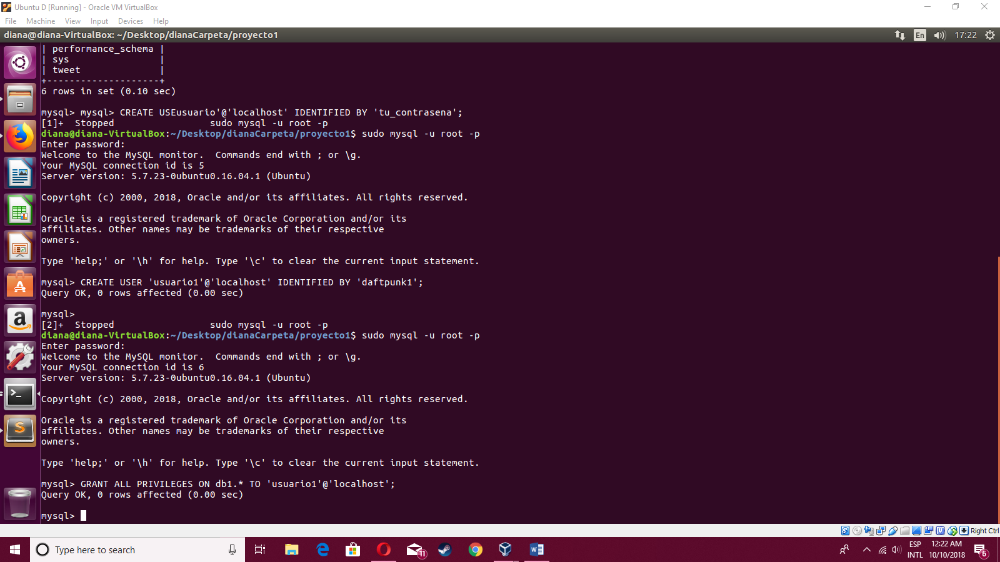 Ubuntu D [Running] - Oracle VM VirtualBox
File Machine View Input Devices Help
diana@diana-VirtualBox: ~/Desktop/dianaCarpeta/proyecto1
En 17:22
| performance_schema |
| sys                |
| tweet              |
+--------------------+
6 rows in set (0.10 sec)
mysql> mysql> CREATE USEusuario'@'localhost' IDENTIFIED BY 'tu_contrasena';
[1]+  Stopped                 sudo mysql -u root -p
diana@diana-VirtualBox:~/Desktop/dianaCarpeta/proyecto1$ sudo mysql -u root -p
Enter password:
Welcome to the MySQL monitor.  Commands end with ; or \g.
Your MySQL connection id is 5
Server version: 5.7.23-0ubuntu0.16.04.1 (Ubuntu)
Copyright (c) 2000, 2018, Oracle and/or its affiliates. All rights reserved.
Oracle is a registered trademark of Oracle Corporation and/or its
affiliates. Other names may be trademarks of their respective
owners.
Type 'help;' or '\h' for help. Type '\c' to clear the current input statement.
mysql> CREATE USER 'usuario1'@'localhost' IDENTIFIED BY 'daftpunk1';
Query OK, 0 rows affected (0.00 sec)
mysql>
[2]+  Stopped                 sudo mysql -u root -p
diana@diana-VirtualBox:~/Desktop/dianaCarpeta/proyecto1$ sudo mysql -u root -p
Enter password:
Welcome to the MySQL monitor.  Commands end with ; or \g.
Your MySQL connection id is 6
Server version: 5.7.23-0ubuntu0.16.04.1 (Ubuntu)
Copyright (c) 2000, 2018, Oracle and/or its affiliates. All rights reserved.
Oracle is a registered trademark of Oracle Corporation and/or its
affiliates. Other names may be trademarks of their respective
owners.
Type 'help;' or '\h' for help. Type '\c' to clear the current input statement.
mysql> GRANT ALL PRIVILEGES ON db1.* TO 'usuario1'@'localhost';
Query OK, 0 rows affected (0.00 sec)
mysql>
Right Ctrl
Type here to search
11
ESP
INTL
12:22 AM
10/10/2018
6